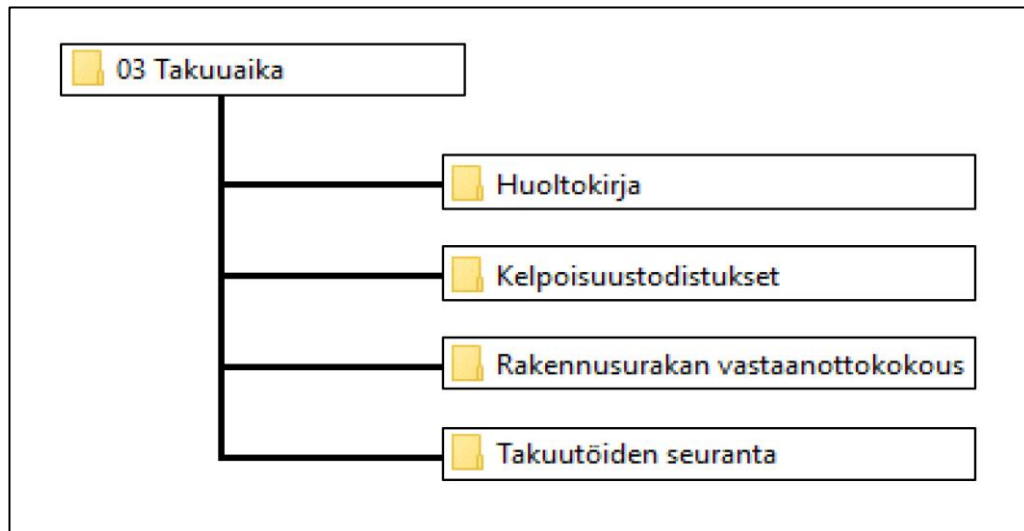 03 Takuuaika
Huoltokirja
Kelpoisuustodistukset
Rakennusurakan vastaanottokokous
Takuutöiden seuranta